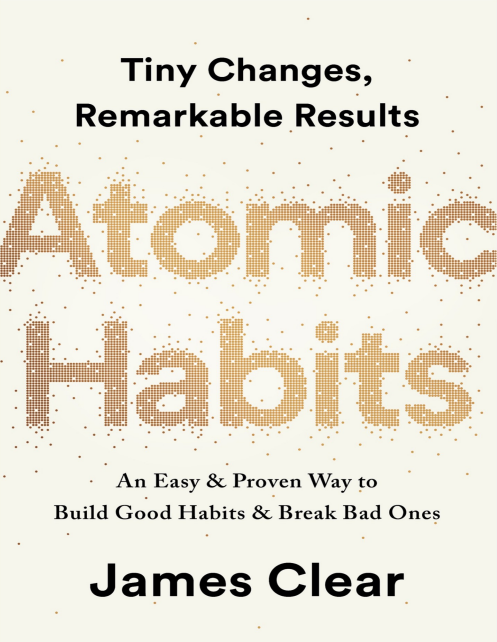 Tiny Changes,
Remarkable Results
Atomic
Habits
An Easy & Proven Way to
Build Good Habits & Break Bad Ones
James Clear